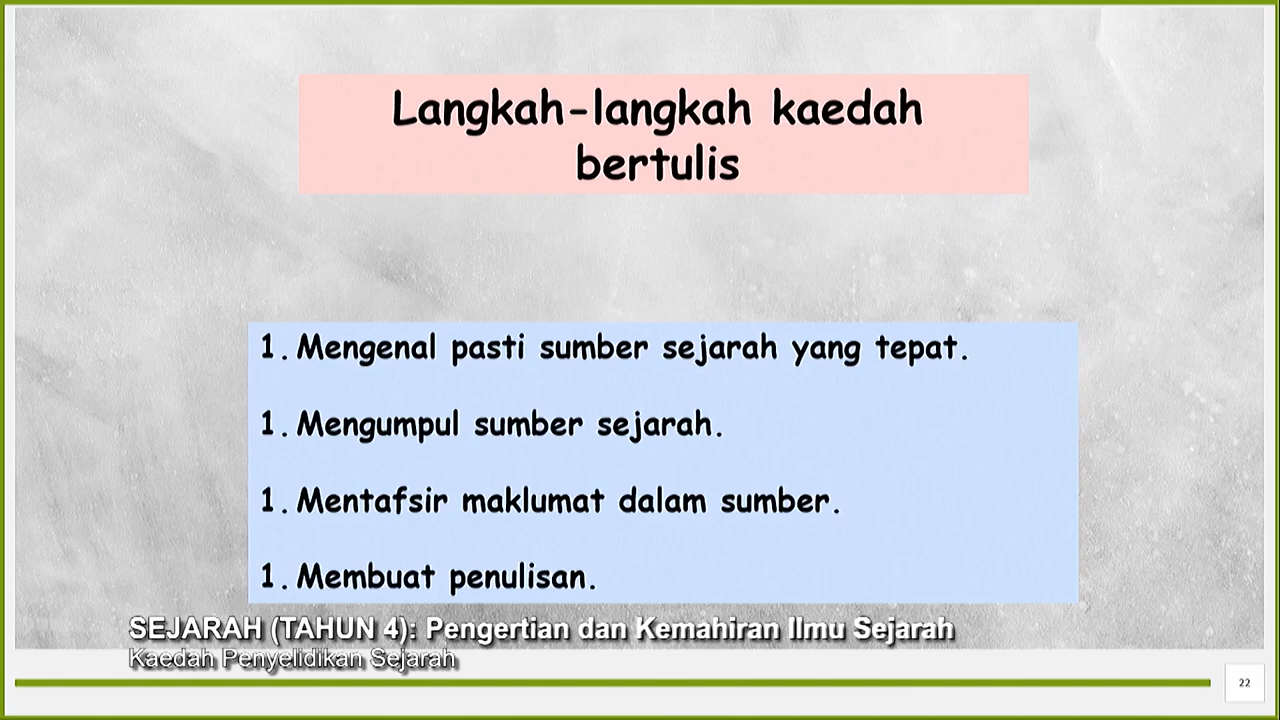 Langkah-langkah kaedah
bertulis
1. Mengenal pasti sumber sejarah yang tepat.
1. Mengumpul sumber sejarah.
1. Mentafsir maklumat dalam sumber.
1. Membuat penulisan.
SEJARAH (TAHUN 4): Pengertian dan Kemahiran Ilmu Sejarah
Kaedah Penyelidikan Sejarah
22